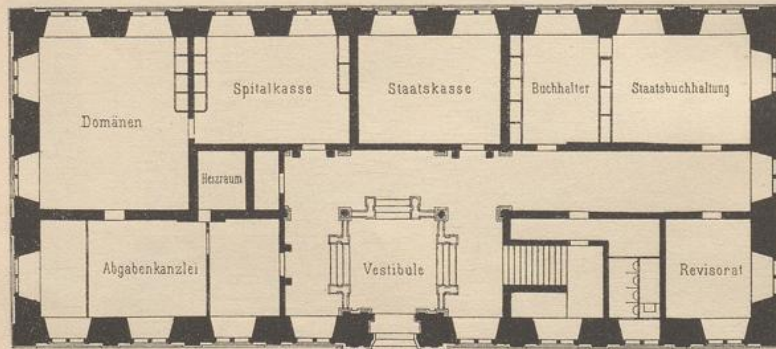 Domänen
Spitalkasse
Staatskasse
Buchhalter
Staatsbuchhaltung
Heizraum
Abgabenkanzlei
Vestibule
Revisorat